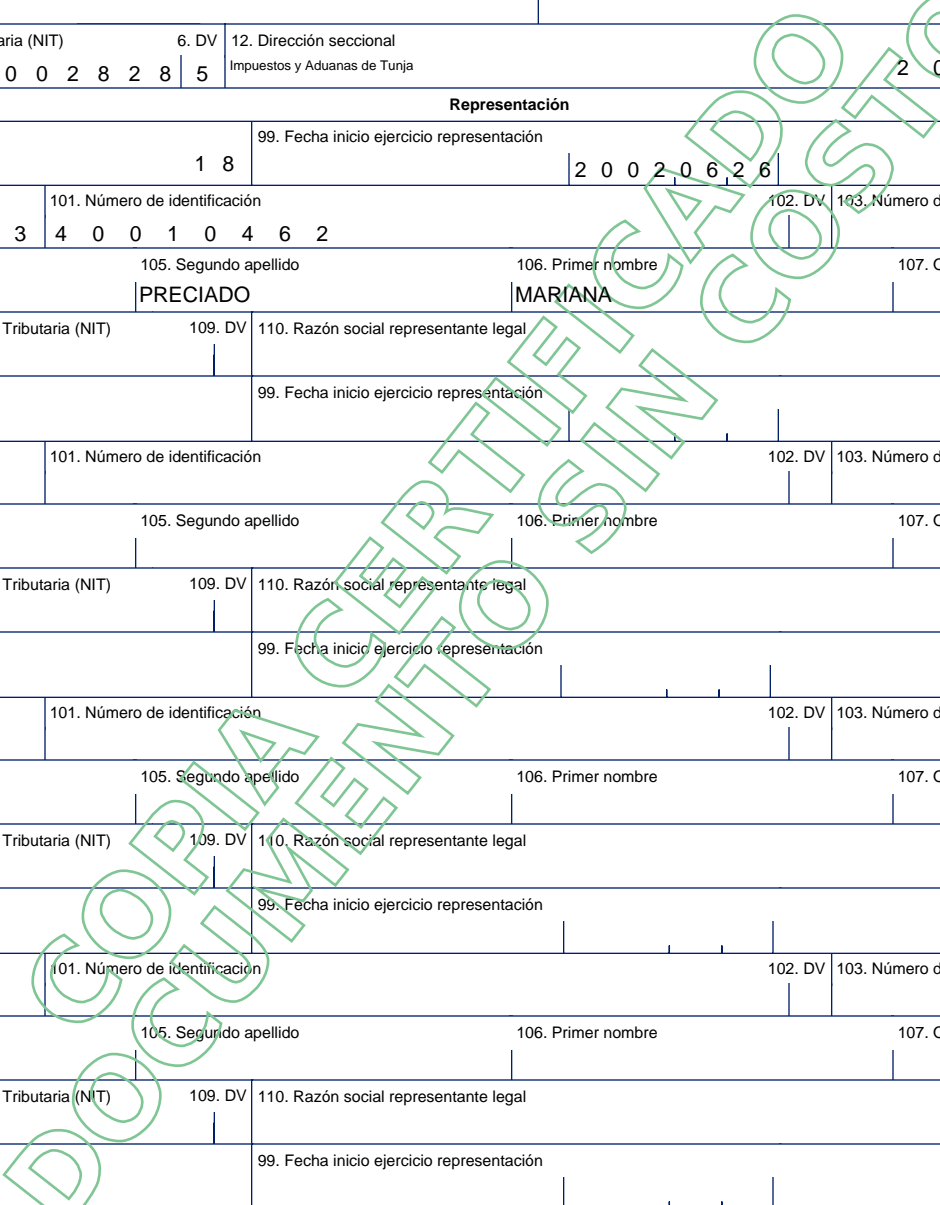 aria (NIT) 6. DV 12. Dirección seccional
0 0 2 8 2 8 5 Impuestos y Aduanas de Tunja 2 0
Representación
99. Fecha inicio ejercicio representación
1 8 2 0 0 2 0 6 2 6
101. Número de identificación 102. DV 103. Número d
3 4 0 0 1 0 4 6 2
105. Segundo apellido 106. Primer nombre 107. O
PRECIADO MARIANA
Tributaria (NIT) 109. DV 110. Razón social representante legal
99. Fecha inicio ejercicio representación
101. Número de identificación 102. DV 103. Número d
105. Segundo apellido 106. Primer nombre 107. O
Tributaria (NIT) 109. DV 110. Razón social representante legal
99. Fecha inicio ejercicio representación
101. Número de identificación 102. DV 103. Número d
105. Segundo apellido 106. Primer nombre 107. O
Tributaria (NIT) 109. DV 110. Razón social representante legal
99. Fecha inicio ejercicio representación
101. Número de identificación 102. DV 103. Número d
105. Segundo apellido 106. Primer nombre 107. O
Tributaria (NIT) 109. DV 110. Razón social representante legal
99. Fecha inicio ejercicio representación
COPIA CERTIFICADO
DOCUMENTO SIN COSTO